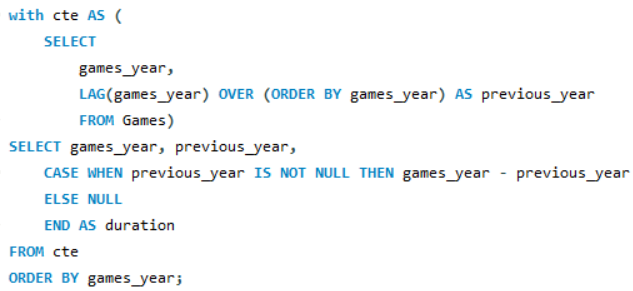 with cte AS (
SELECT
games_year,
LAG(games_year) OVER (ORDER BY games_year) AS previous_year
FROM Games)
SELECT games_year, previous_year,
CASE WHEN previous_year IS NOT NULL THEN games_year - previous_year
ELSE NULL
END AS duration
FROM cte
ORDER BY games_year;